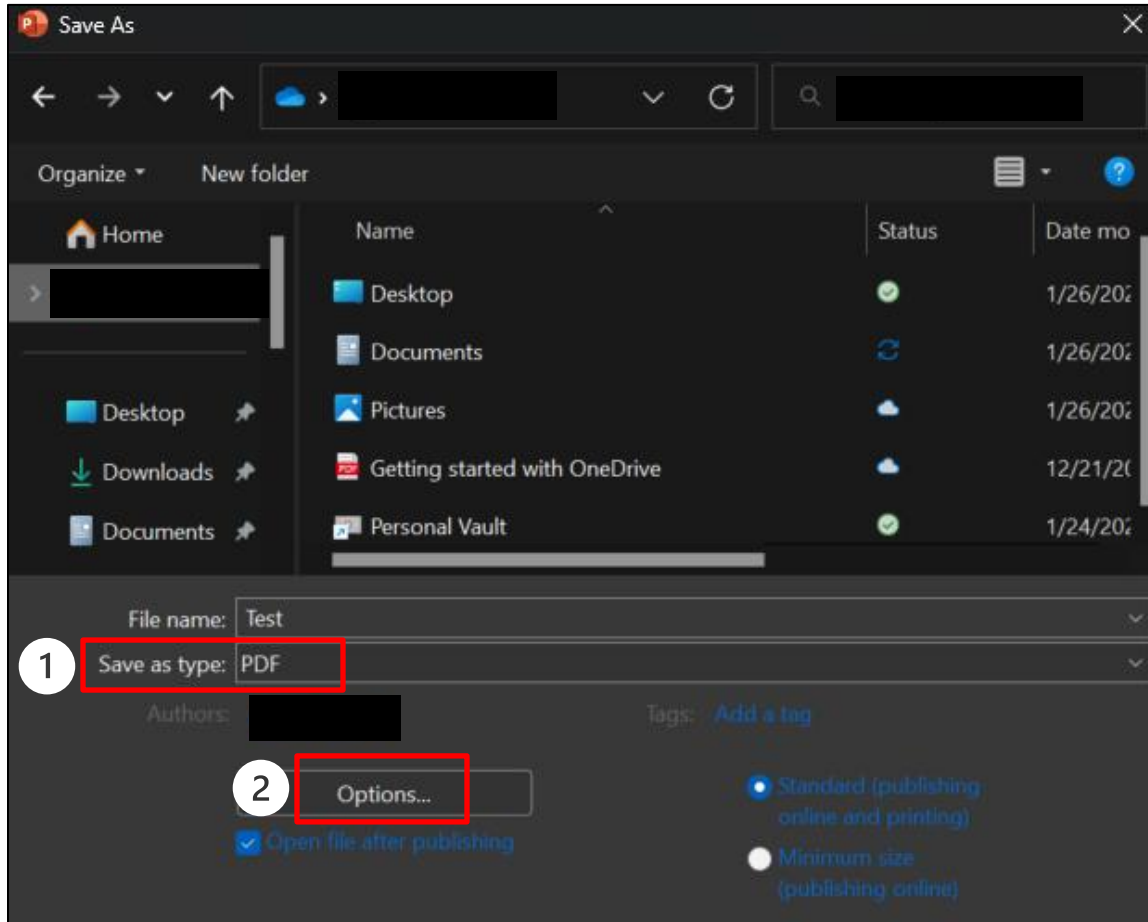 Save As
Organize New folder
Home Name Status Date mo
Desktop 1/26/202
Documents 1/26/202
Desktop Pictures 1/26/202
Downloads Getting started with OneDrive 12/21/20
Documents Personal Vault 1/24/202
File name: Test
1 Save as type: PDF
Authors: Tags: Add a tag
2 Options... Standard (publishing
online and printing)
Open file after publishing
Minimum size
(publishing online)